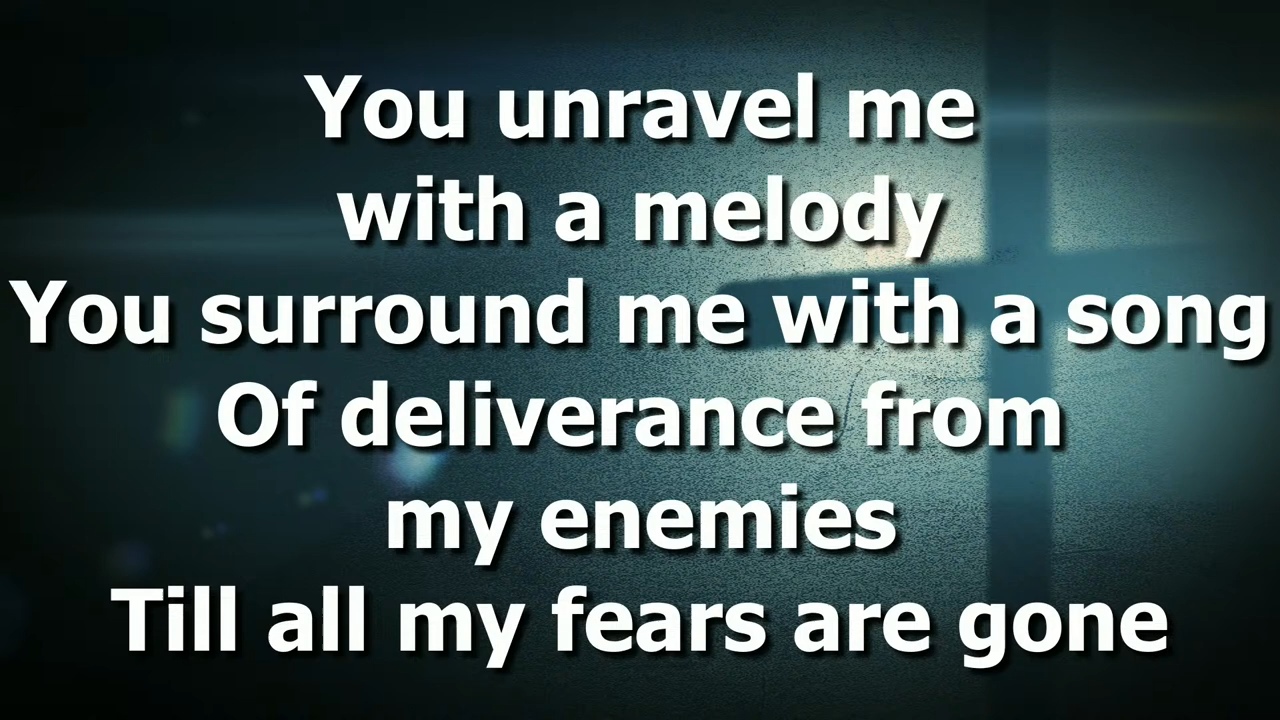 You unravel me
with a melody
You surround me with a song
Of deliverance from
my enemies
Till all my fears are gone